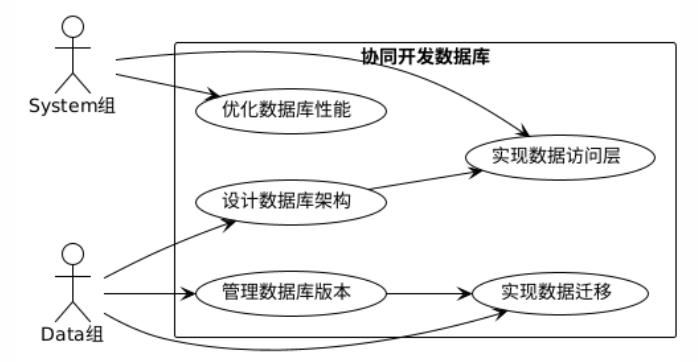 协同开发数据库
System组
优化数据库性能
实现数据访问层
设计数据库架构
管理数据库版本
实现数据迁移
Data组